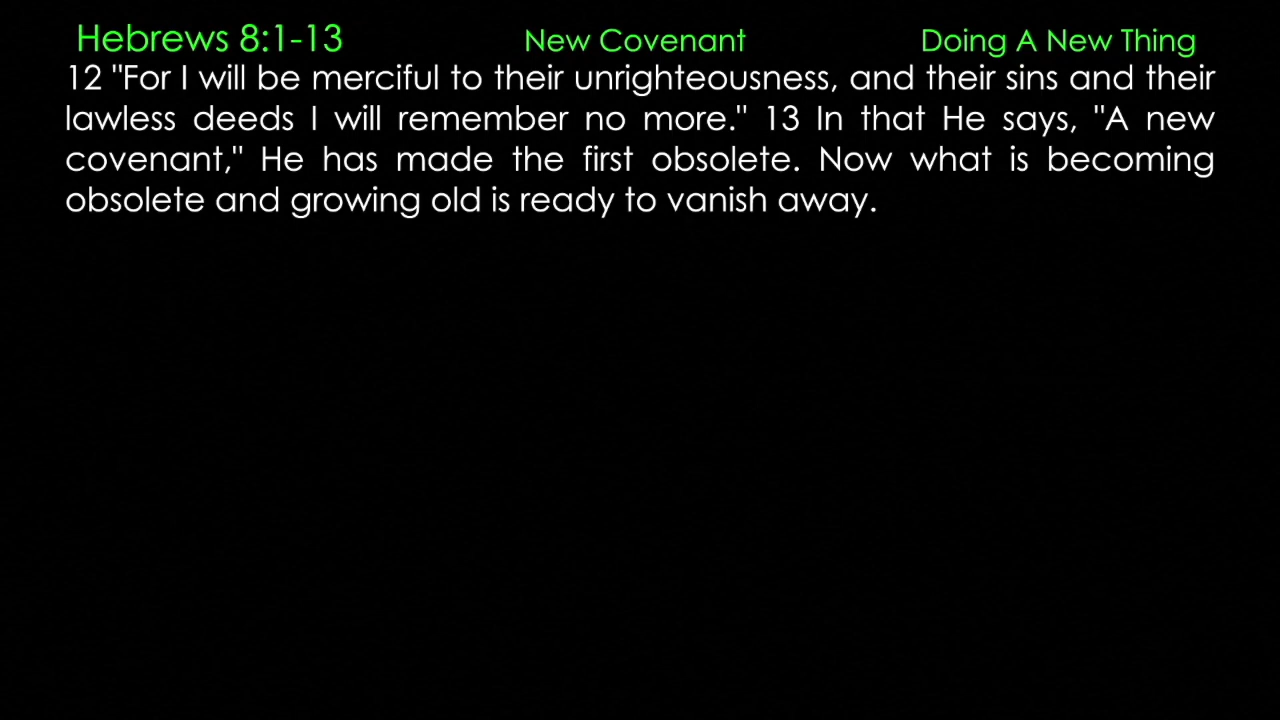 Hebrews 8:1-13 New Covenant Doing A New Thing
12 "For I will be merciful to their unrighteousness, and their sins and their
lawless deeds I will remember no more." 13 In that He says, "A new
covenant," He has made the first obsolete. Now what is becoming
obsolete and growing old is ready to vanish away.